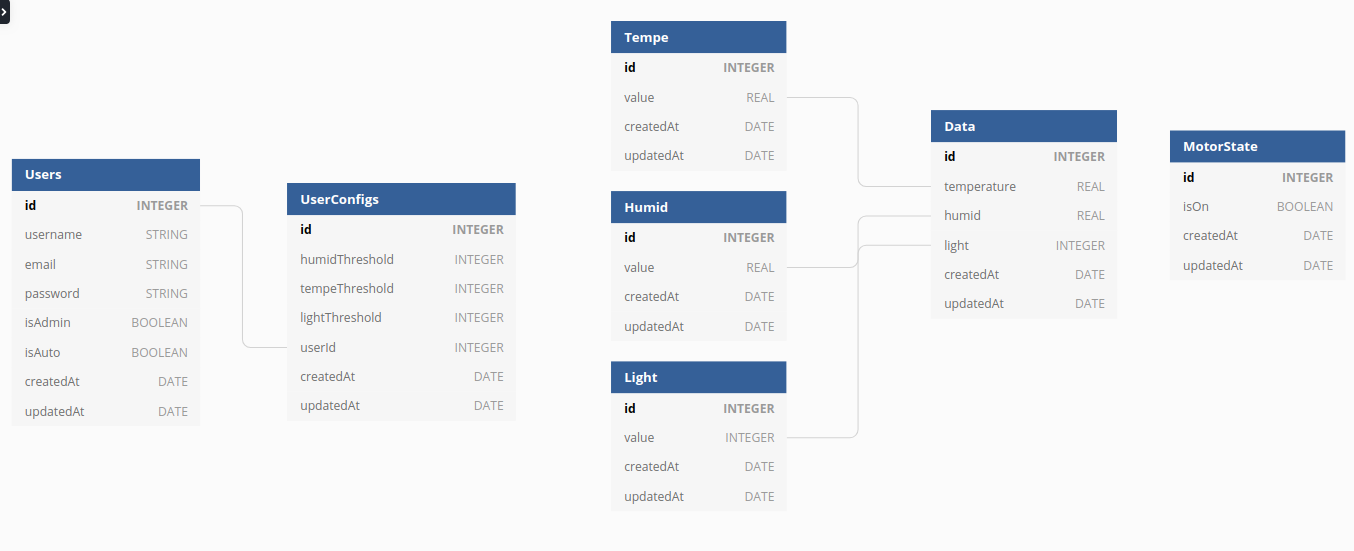 Users
id INTEGER
username STRING
email STRING
password STRING
isAdmin BOOLEAN
isAuto BOOLEAN
createdAt DATE
updatedAt DATE
UserConfigs
id INTEGER
humidThreshold INTEGER
tempeThreshold INTEGER
lightThreshold INTEGER
userId INTEGER
createdAt DATE
updatedAt DATE
Tempe
id INTEGER
value REAL
createdAt DATE
updatedAt DATE
Humid
id INTEGER
value REAL
createdAt DATE
updatedAt DATE
Light
id INTEGER
value INTEGER
createdAt DATE
updatedAt DATE
Data
id INTEGER
temperature REAL
humid REAL
light INTEGER
createdAt DATE
updatedAt DATE
MotorState
id INTEGER
isOn BOOLEAN
createdAt DATE
updatedAt DATE